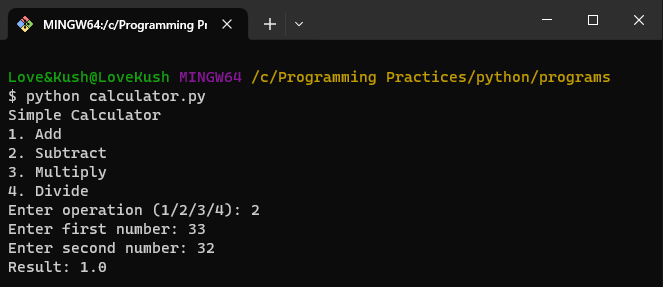 MINGW64:/c/Programming Pr
Love&Kush@LoveKush MINGW64 /c/Programming Practices/python/programs
$ python calculator.py
Simple Calculator
1. Add
2. Subtract
3. Multiply
4. Divide
Enter operation (1/2/3/4): 2
Enter first number: 33
Enter second number: 32
Result: 1.0